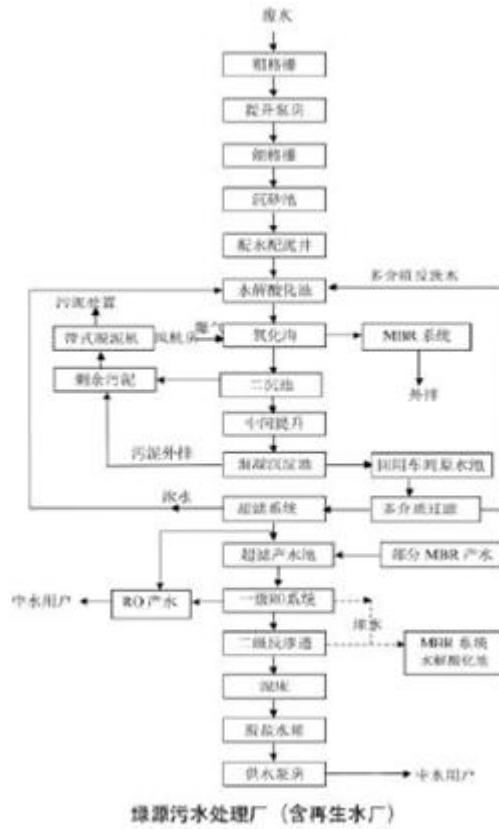 废水
粗格栅
提升泵房
细格栅
沉砂池
配水配泥井
多介质反洗水
水解酸化池
污泥处置
曝气
带式脱泥机
风机房
氧化沟
MBR 系统
剩余污泥
二沉池
外排
中间提升
污泥外排
混凝沉淀池
回用车间原水池
浓水
超滤系统
多介质过滤
超滤产水池
部分 MBR 产水
中水用户
RO 产水
一级RO系统
浓水
二级反渗透
MBR 系统
水解酸化池
混床
脱盐水箱
供水泵房
中水用户
绿源污水处理厂（含再生水厂）